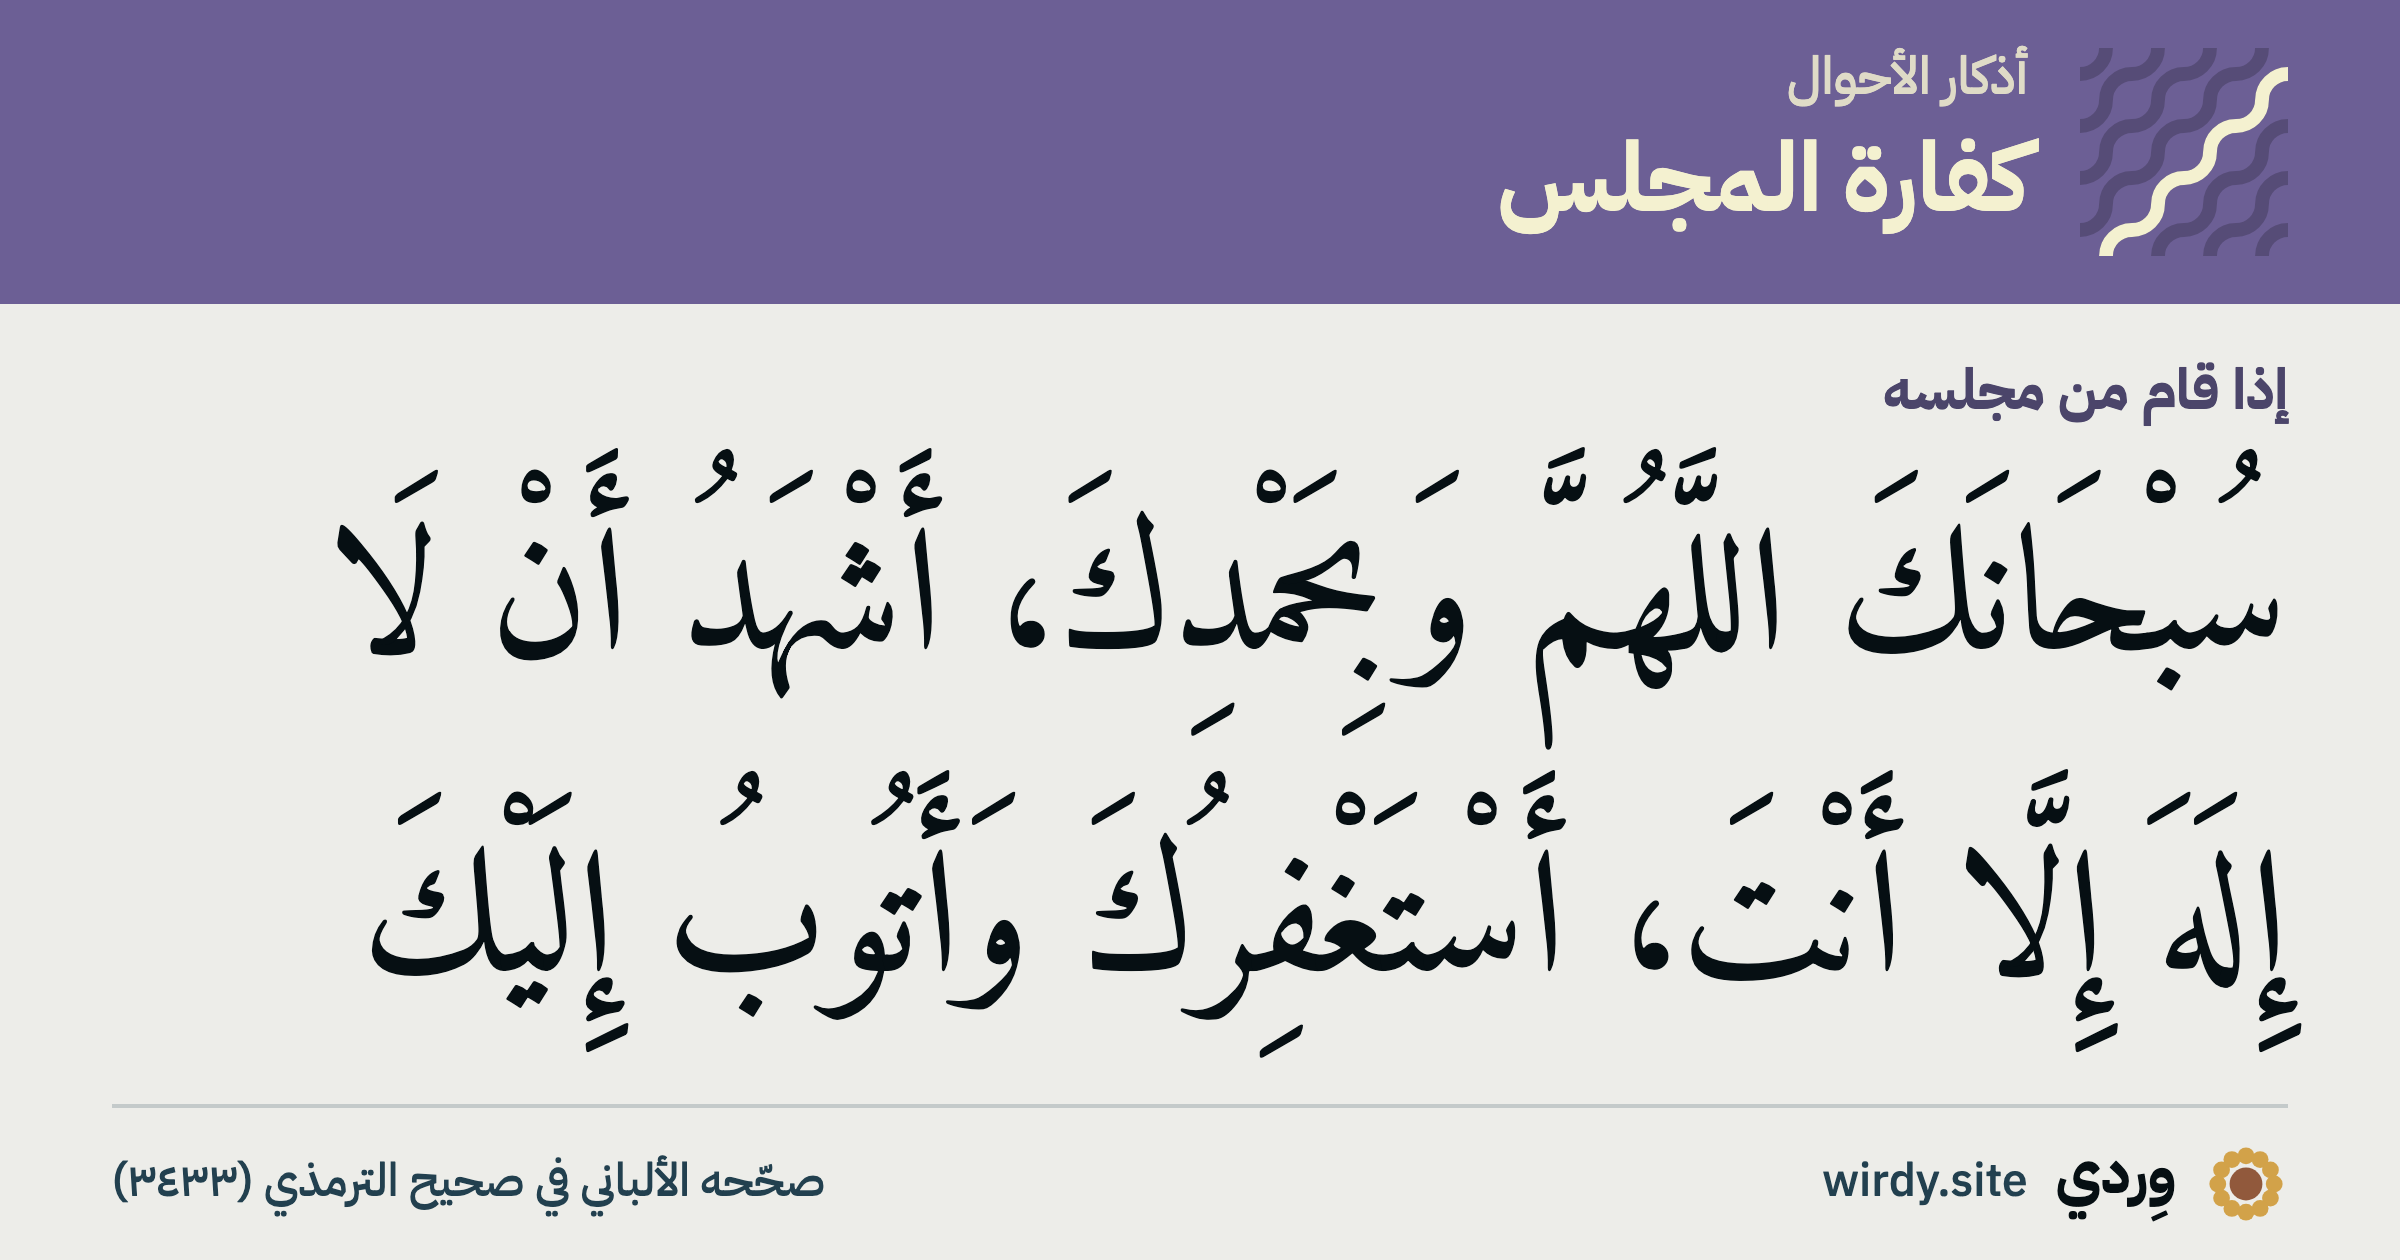 أذكار الأحوال
كفارة المجلس
إذا قام من مجلسه
سُبْحَانَكَ اللَّهُمَّ وَبِحَمْدِكَ، أَشْهَدُ أَنْ لَا
إِلَهَ إِلَّا أَنْتَ، أَسْتَغْفِرُكَ وَأَتُوبُ إِلَيْكَ
وِردي wirdy.site
صحّحه الألباني في صحيح الترمذي (٣٤٣٣)